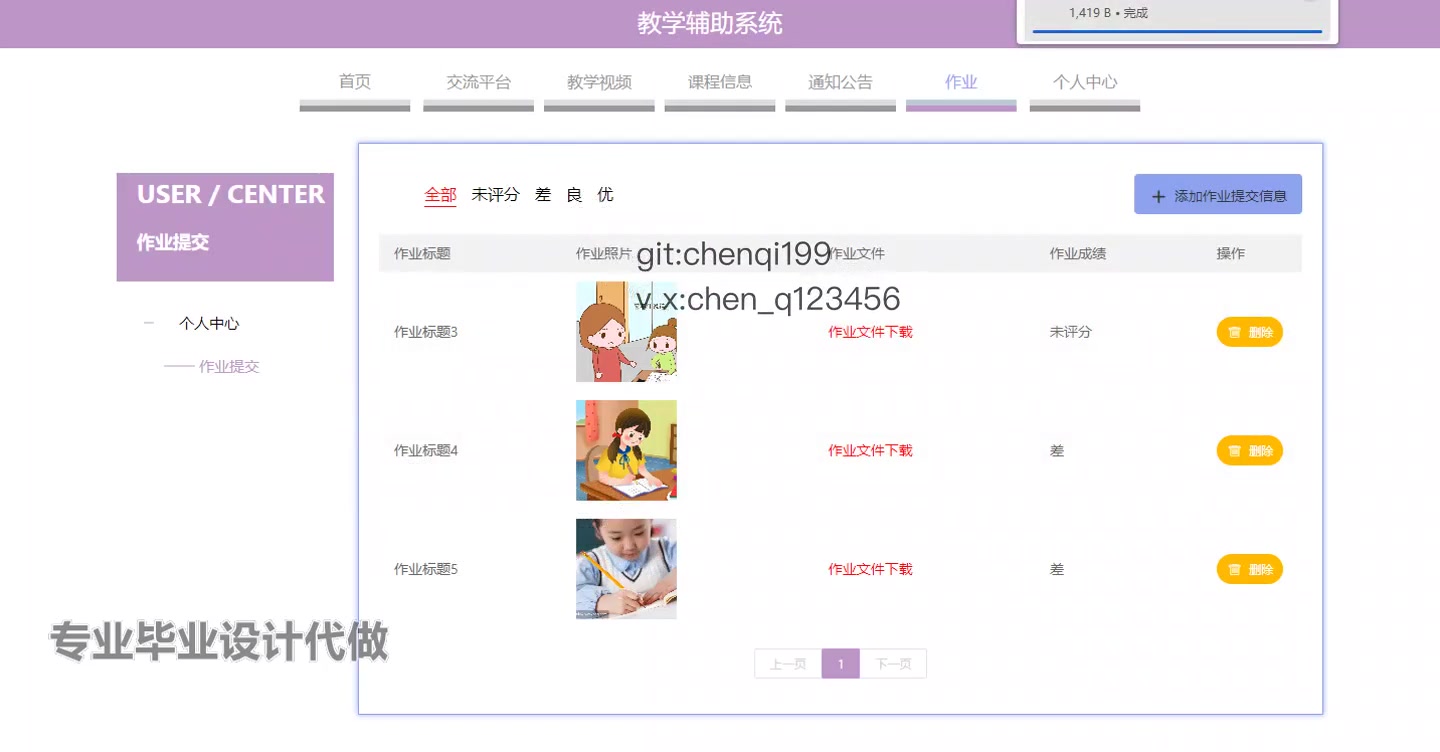 教学辅助系统
1,419 B • 完成
首页 交流平台 教学视频 课程信息 通知公告 作业 个人中心
USER / CENTER
作业提交
个人中心
作业提交
全部 未评分 差 良 优
+ 添加作业提交信息
作业标题 作业照片 作业文件 作业成绩 操作
git:chenqi199
v x:chen_q123456
作业标题3 作业文件下载 未评分 删除
作业标题4 作业文件下载 差 删除
作业标题5 作业文件下载 差 删除
专业毕业设计代做
上一页 1 下一页